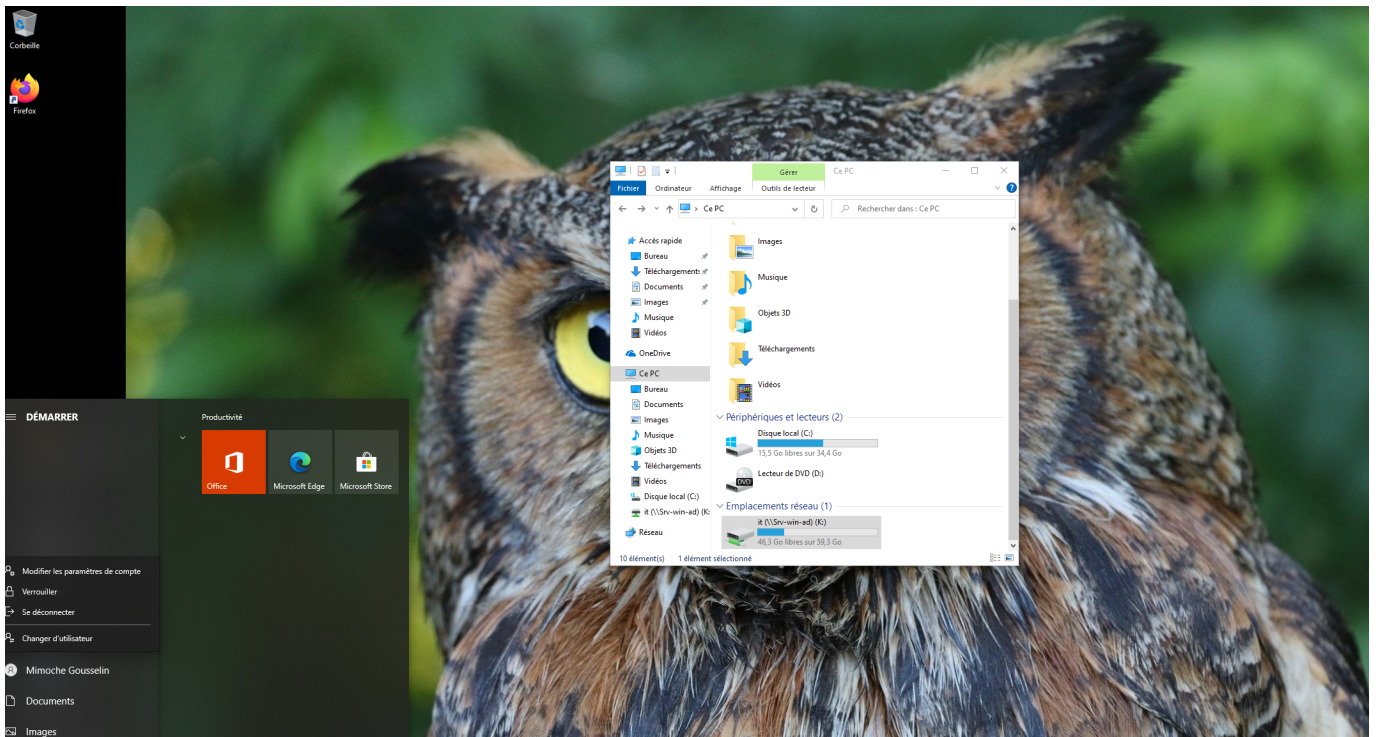 Corbeille
Firefox
Gérer
Ce PC
Fichier
Ordinateur
Affichage
Outils de lecteur
Ce PC
Rechercher dans : Ce PC
Accès rapide
Bureau
Téléchargements
Documents
Images
Musique
Vidéos
OneDrive
Ce PC
Bureau
Documents
Images
Musique
Objets 3D
Téléchargements
Vidéos
Disque local (C:)
it (\\Srv-win-ad) (K:
Réseau
Images
Musique
Objets 3D
Téléchargements
Vidéos
Périphériques et lecteurs (2)
Disque local (C:)
15,5 Go libres sur 34,4 Go
Lecteur de DVD (D:)
DVD
Emplacements réseau (1)
it (\\Srv-win-ad) (K:)
46,3 Go libres sur 59,3 Go
10 élément(s)
1 élément sélectionné
DÉMARRER
Productivité
Office
Microsoft Edge
Microsoft Store
Modifier les paramètres de compte
Verrouiller
Se déconnecter
Changer d'utilisateur
Mimoche Gousselin
Documents
Images